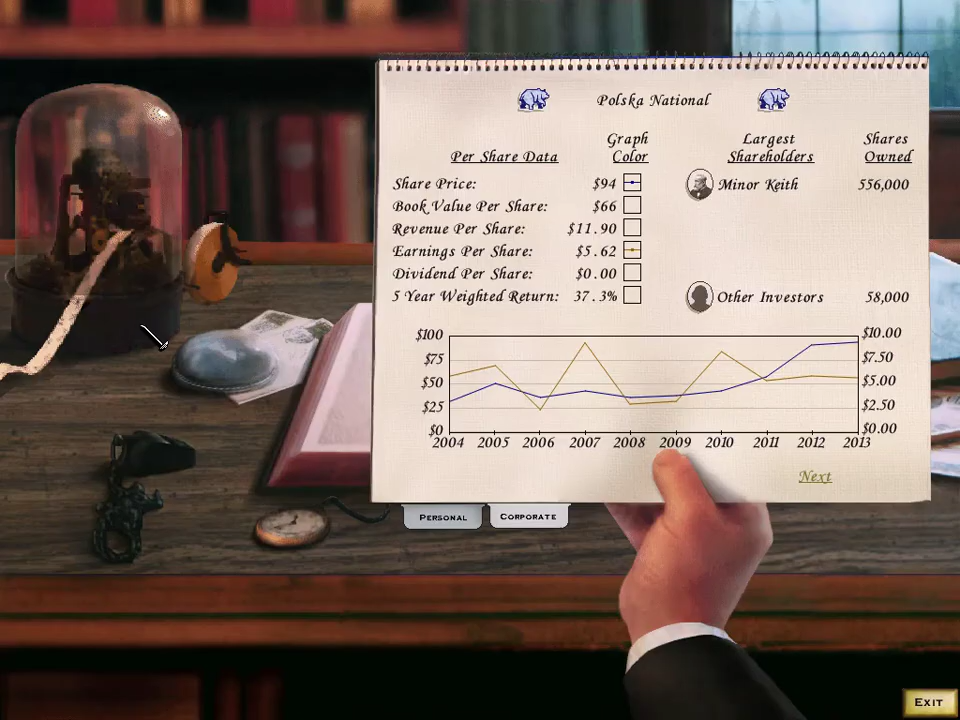 Polska National
Graph Largest Shares
Per Share Data Color Shareholders Owned
Share Price: $94 Minor Keith 556,000
Book Value Per Share: $66
Revenue Per Share: $11.90
Earnings Per Share: $5.62
Dividend Per Share: $0.00
5 Year Weighted Return: 37.3% Other Investors 58,000
$100 $10.00
$75 $7.50
$50 $5.00
$25 $2.50
$0 $0.00
2004 2005 2006 2007 2008 2009 2010 2011 2012 2013
Next
PERSONAL CORPORATE
EXIT